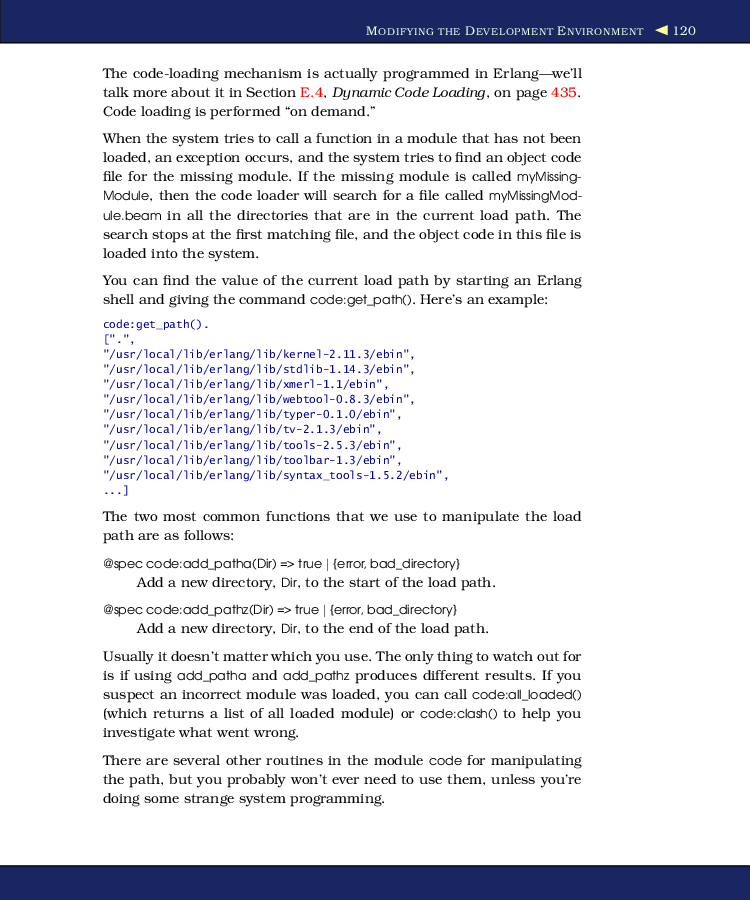 MODIFYING THE DEVELOPMENT ENVIRONMENT ◀ 120
The code-loading mechanism is actually programmed in Erlang—we'll
talk more about it in Section E.4, Dynamic Code Loading, on page 435.
Code loading is performed “on demand.”
When the system tries to call a function in a module that has not been
loaded, an exception occurs, and the system tries to find an object code
file for the missing module. If the missing module is called myMissing-
Module, then the code loader will search for a file called myMissingMod-
ule.beam in all the directories that are in the current load path. The
search stops at the first matching file, and the object code in this file is
loaded into the system.
You can find the value of the current load path by starting an Erlang
shell and giving the command code:get_path(). Here's an example:
code:get_path().
[".",
"/usr/local/lib/erlang/lib/kernel-2.11.3/ebin",
"/usr/local/lib/erlang/lib/stdlib-1.14.3/ebin",
"/usr/local/lib/erlang/lib/xmerl-1.1/ebin",
"/usr/local/lib/erlang/lib/webtool-0.8.3/ebin",
"/usr/local/lib/erlang/lib/typer-0.1.0/ebin",
"/usr/local/lib/erlang/lib/tv-2.1.3/ebin",
"/usr/local/lib/erlang/lib/tools-2.5.3/ebin",
"/usr/local/lib/erlang/lib/toolbar-1.3/ebin",
"/usr/local/lib/erlang/lib/syntax_tools-1.5.2/ebin",
...]
The two most common functions that we use to manipulate the load
path are as follows:
@spec code:add_patha(Dir) => true | {error, bad_directory}
Add a new directory, Dir, to the start of the load path.
@spec code:add_pathz(Dir) => true | {error, bad_directory}
Add a new directory, Dir, to the end of the load path.
Usually it doesn't matter which you use. The only thing to watch out for
is if using add_patha and add_pathz produces different results. If you
suspect an incorrect module was loaded, you can call code:all_loaded()
(which returns a list of all loaded module) or code:clash() to help you
investigate what went wrong.
There are several other routines in the module code for manipulating
the path, but you probably won't ever need to use them, unless you're
doing some strange system programming.